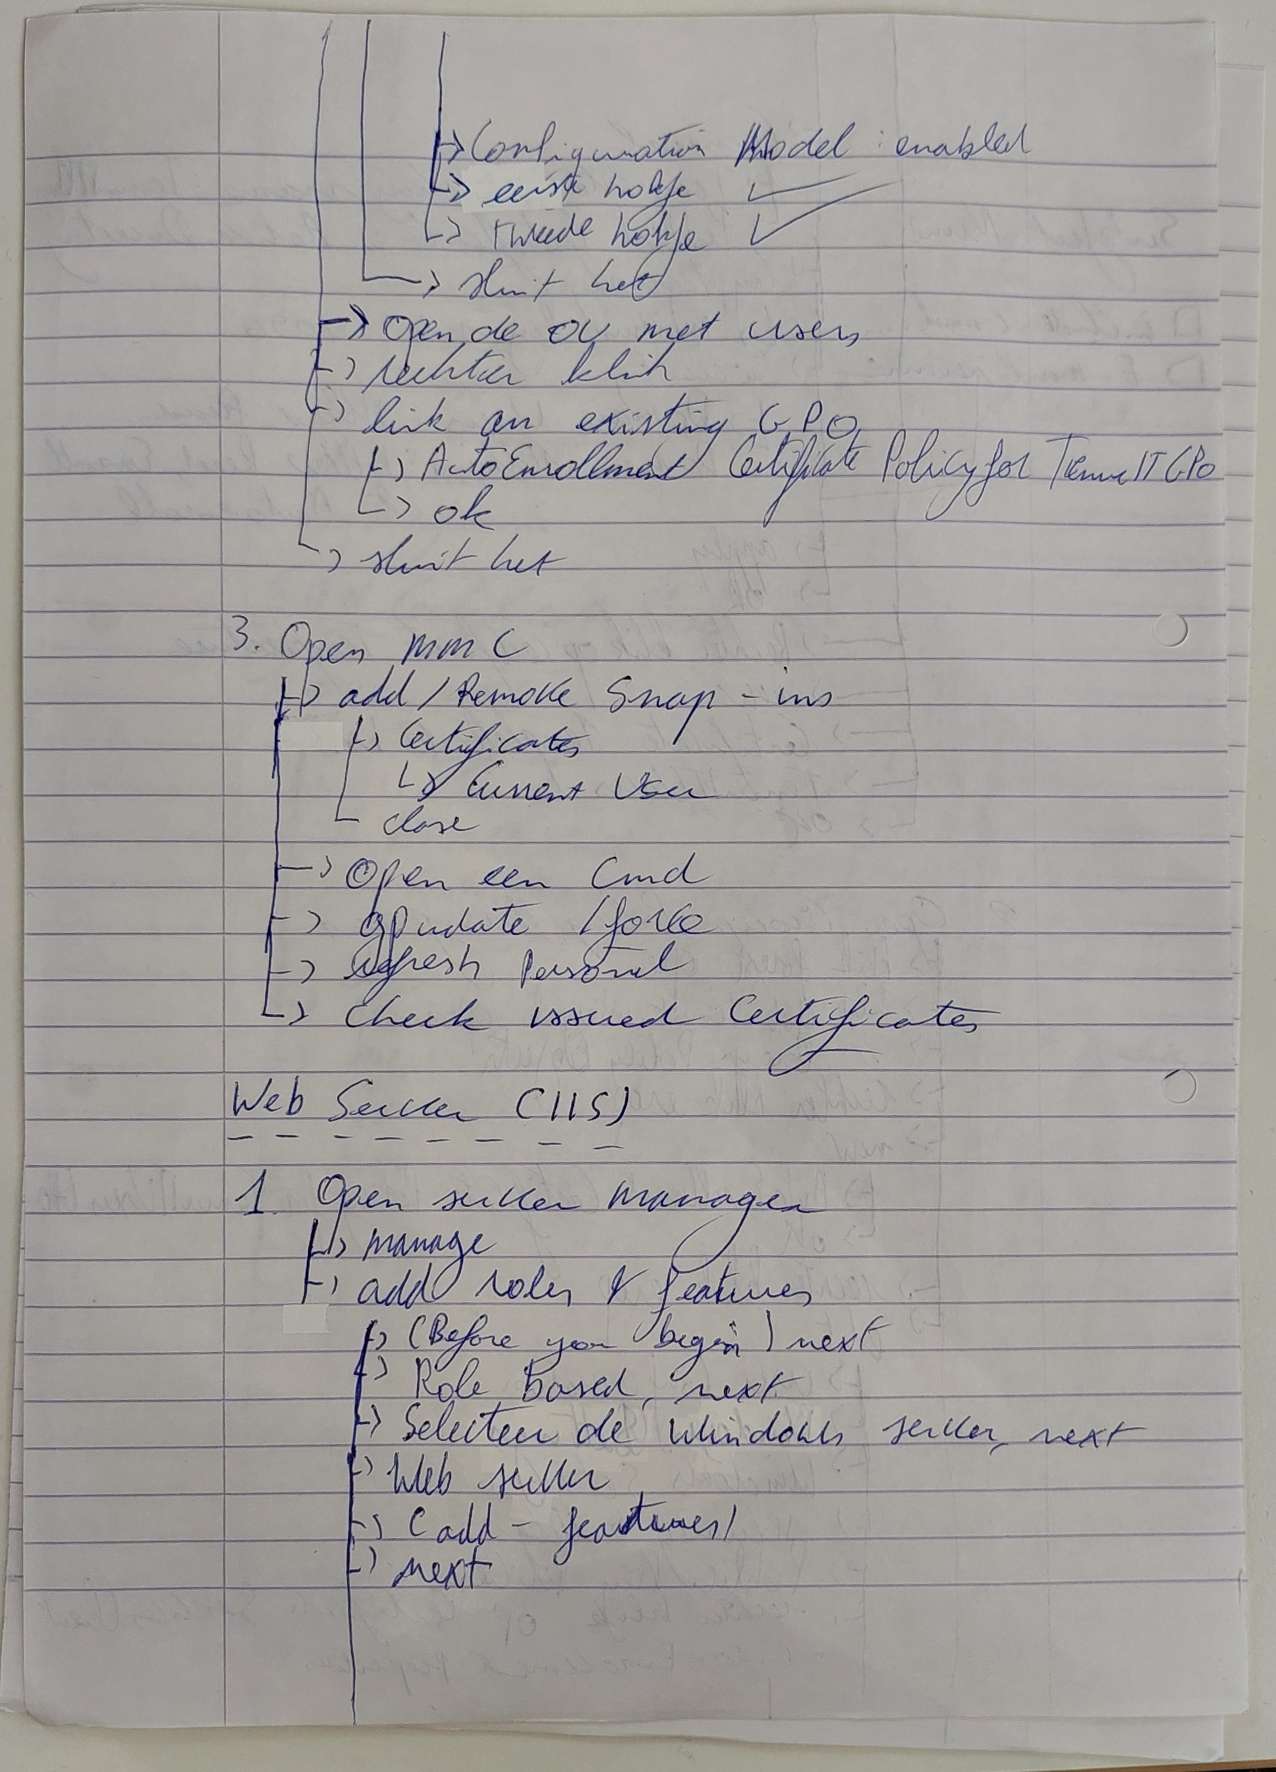 Configuration Model : enabled
eerste hokje ✓
tweede hokje ✓
sluit het
Open de OU met users
rechter klik
link an existing GPO
AutoEnrollment Certificate Policy for IT GPO
ok
sluit het
3. Open MMC
add / Remove Snap-ins
Certificates
Current User
close
Open een Cmd
gpudate /force
refresh Personal
check issued Certificates
Web Server (IIS)
1. Open server manager
manage
add roles & features
(Before you begin) next
Role based, next
Selecteer de Windows server, next
Web server
(add - features)
next